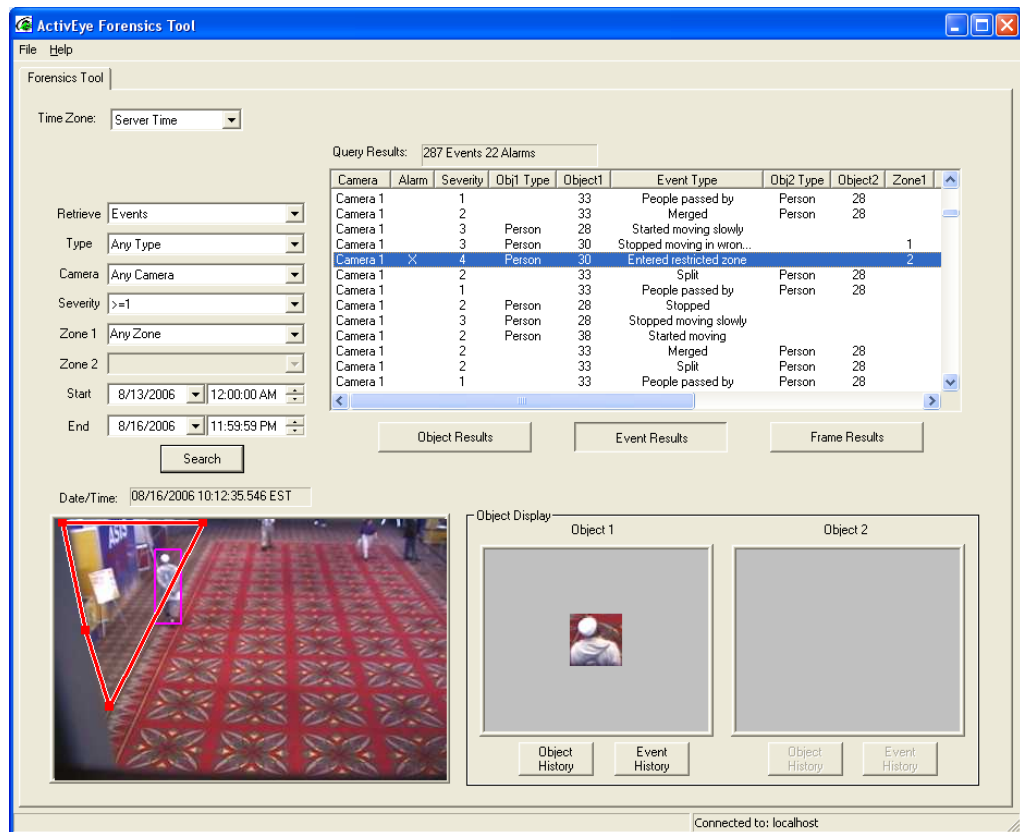 ActivEye Forensics Tool
File Help
Forensics Tool
Time Zone: Server Time
Query Results: 287 Events 22 Alarms
Camera Alarm Severity Obj1 Type Object1 Event Type Obj2 Type Object2 Zone1
Camera 1 1 33 People passed by Person 28
Camera 1 2 33 Merged Person 28
Camera 1 3 Person 28 Started moving slowly
Camera 1 3 Person 30 Stopped moving in wron... 1
Camera 1 X 4 Person 30 Entered restricted zone 2
Camera 1 2 33 Split Person 28
Camera 1 1 33 People passed by Person 28
Camera 1 2 Person 28 Stopped
Camera 1 3 Person 28 Stopped moving slowly
Camera 1 2 Person 38 Started moving
Camera 1 2 33 Merged Person 28
Camera 1 2 33 Split Person 28
Camera 1 1 33 People passed by Person 28
Retrieve Events
Type Any Type
Camera Any Camera
Severity >=1
Zone 1 Any Zone
Zone 2
Start 8/13/2006 12:00:00 AM
End 8/16/2006 11:59:59 PM
Search
Object Results Event Results Frame Results
Date/Time: 08/16/2006 10:12:35.546 EST
ASIS
Object Display
Object 1 Object 2
Object History Event History Object History Event History
Connected to: localhost